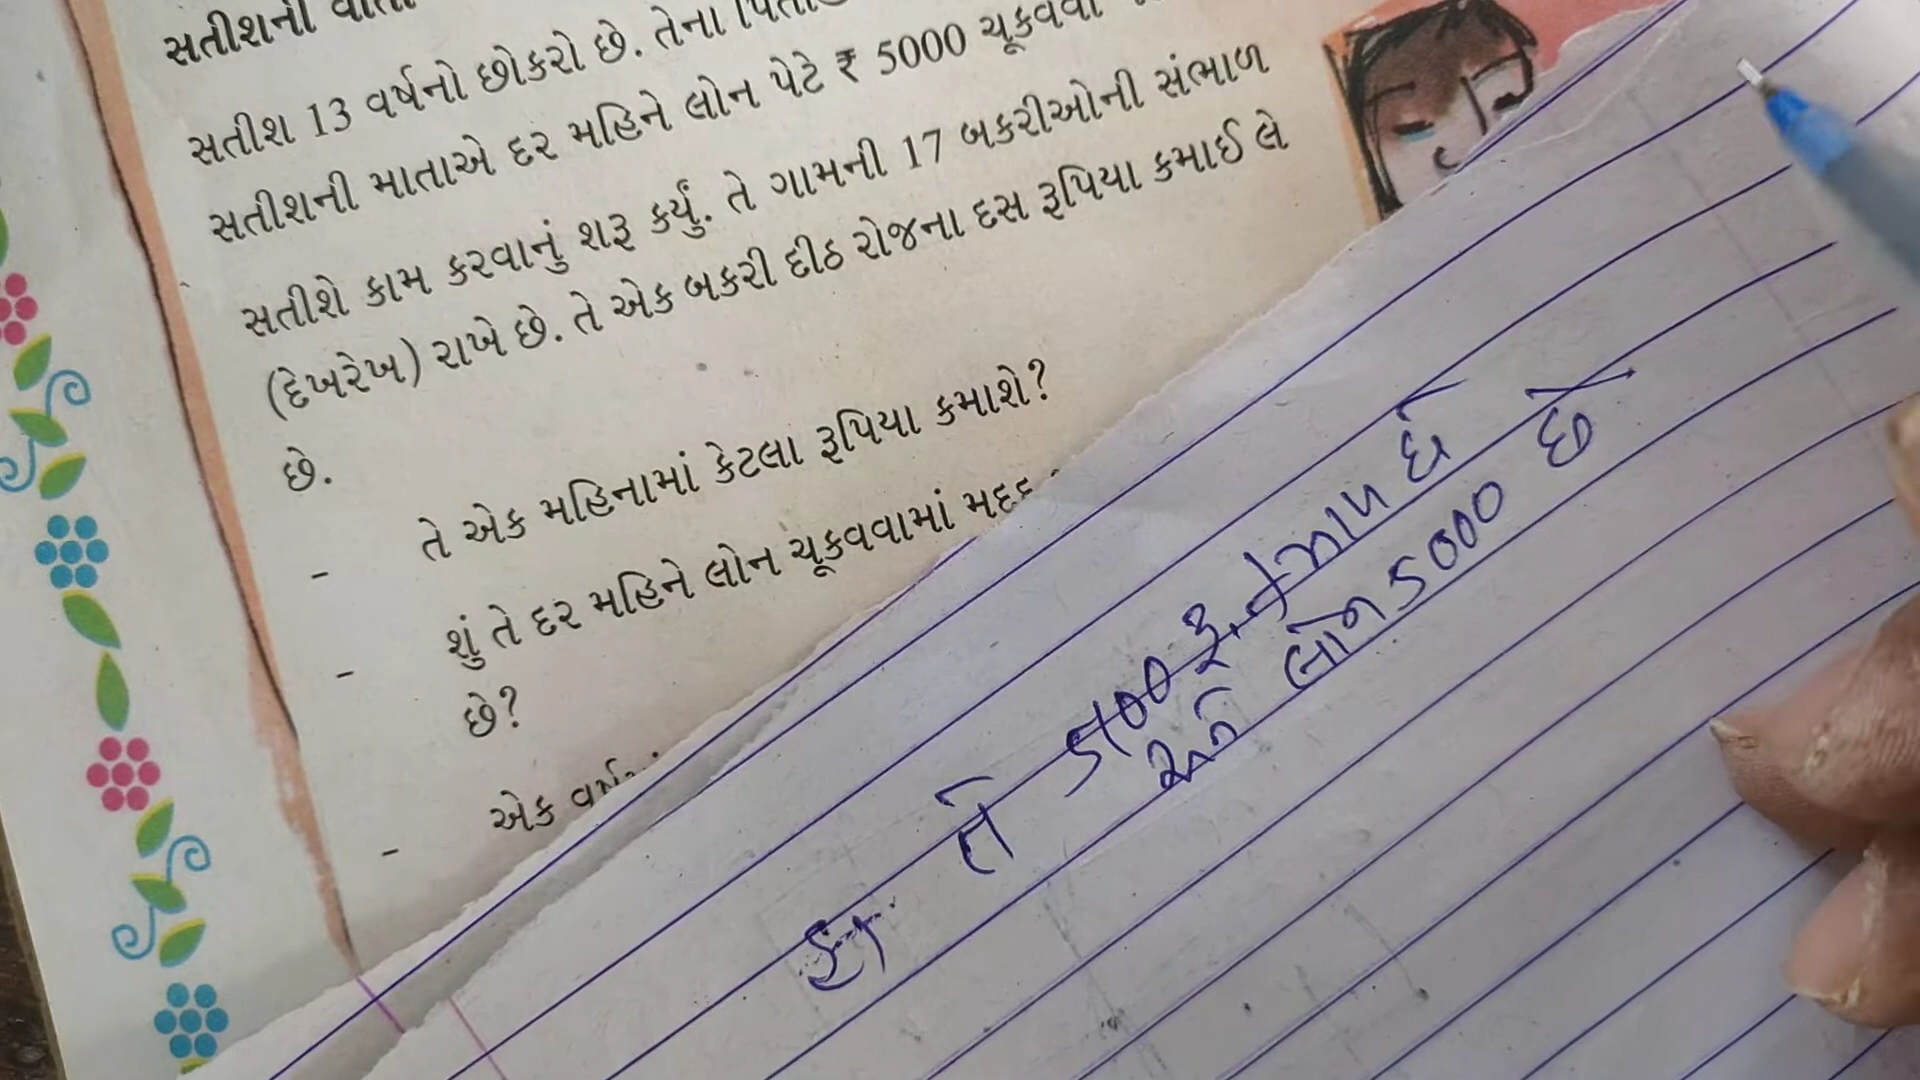 સતીશની વાર્તા
સતીશ 13 વર્ષનો છોકરો છે. તેના
સતીશની માતાએ દર મહિને લોન પેટે ₹ 5000 ચૂકવવા
સતીશે કામ કરવાનું શરૂ કર્યું. તે ગામની 17 બકરીઓની સંભાળ
(દેખરેખ) રાખે છે. તે એક બકરી દીઠ રોજના દસ રૂપિયા કમાઈ લે
છે.
- તે એક મહિનામાં કેટલા રૂપિયા કમાશે?
- શું તે દર મહિને લોન ચૂકવવામાં મદદ
છે?
- એક
હા તે 5100 રૂ. કમાય છે
અને લોન 5000 છે